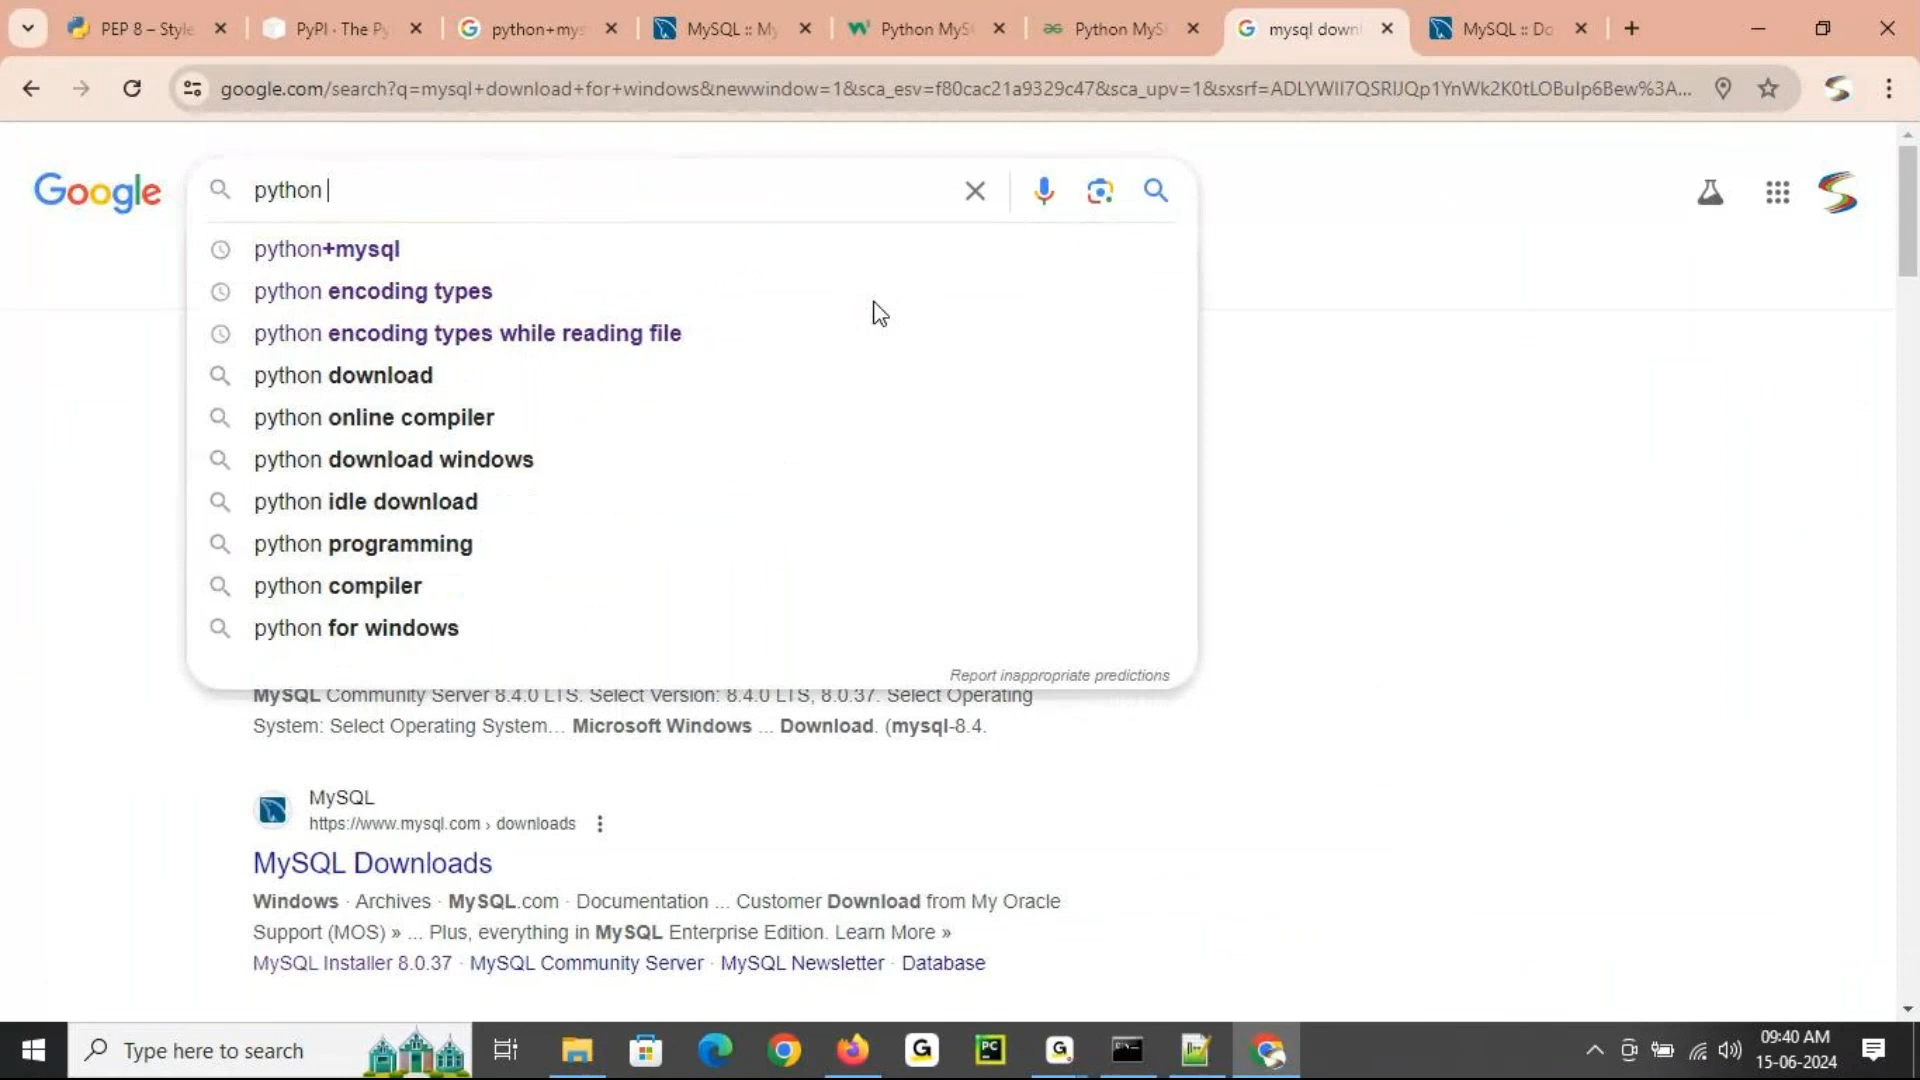 PEP 8 – Style
PyPI · The Py
python+mys
MySQL :: My
Python MyS
Python MyS
mysql down
MySQL :: Do
google.com/search?q=mysql+download+for+windows&newwindow=1&sca_esv=f80cac21a9329c47&sca_upv=1&sxsrf=ADLYWII7QSRlJQp1YnWk2K0tLOBulp6Bew%3A...
Google
python
python+mysql
python encoding types
python encoding types while reading file
python download
python online compiler
python download windows
python idle download
python programming
python compiler
python for windows
Report inappropriate predictions
MySQL Community Server 8.4.0 LTS. Select Version: 8.4.0 LTS, 8.0.37. Select Operating
System: Select Operating System... Microsoft Windows ... Download. (mysql-8.4.
MySQL
https://www.mysql.com › downloads
MySQL Downloads
Windows · Archives · MySQL.com · Documentation ... Customer Download from My Oracle
Support (MOS) » ... Plus, everything in MySQL Enterprise Edition. Learn More »
MySQL Installer 8.0.37 · MySQL Community Server · MySQL Newsletter · Database
Type here to search
G
PC
G
09:40 AM
15-06-2024